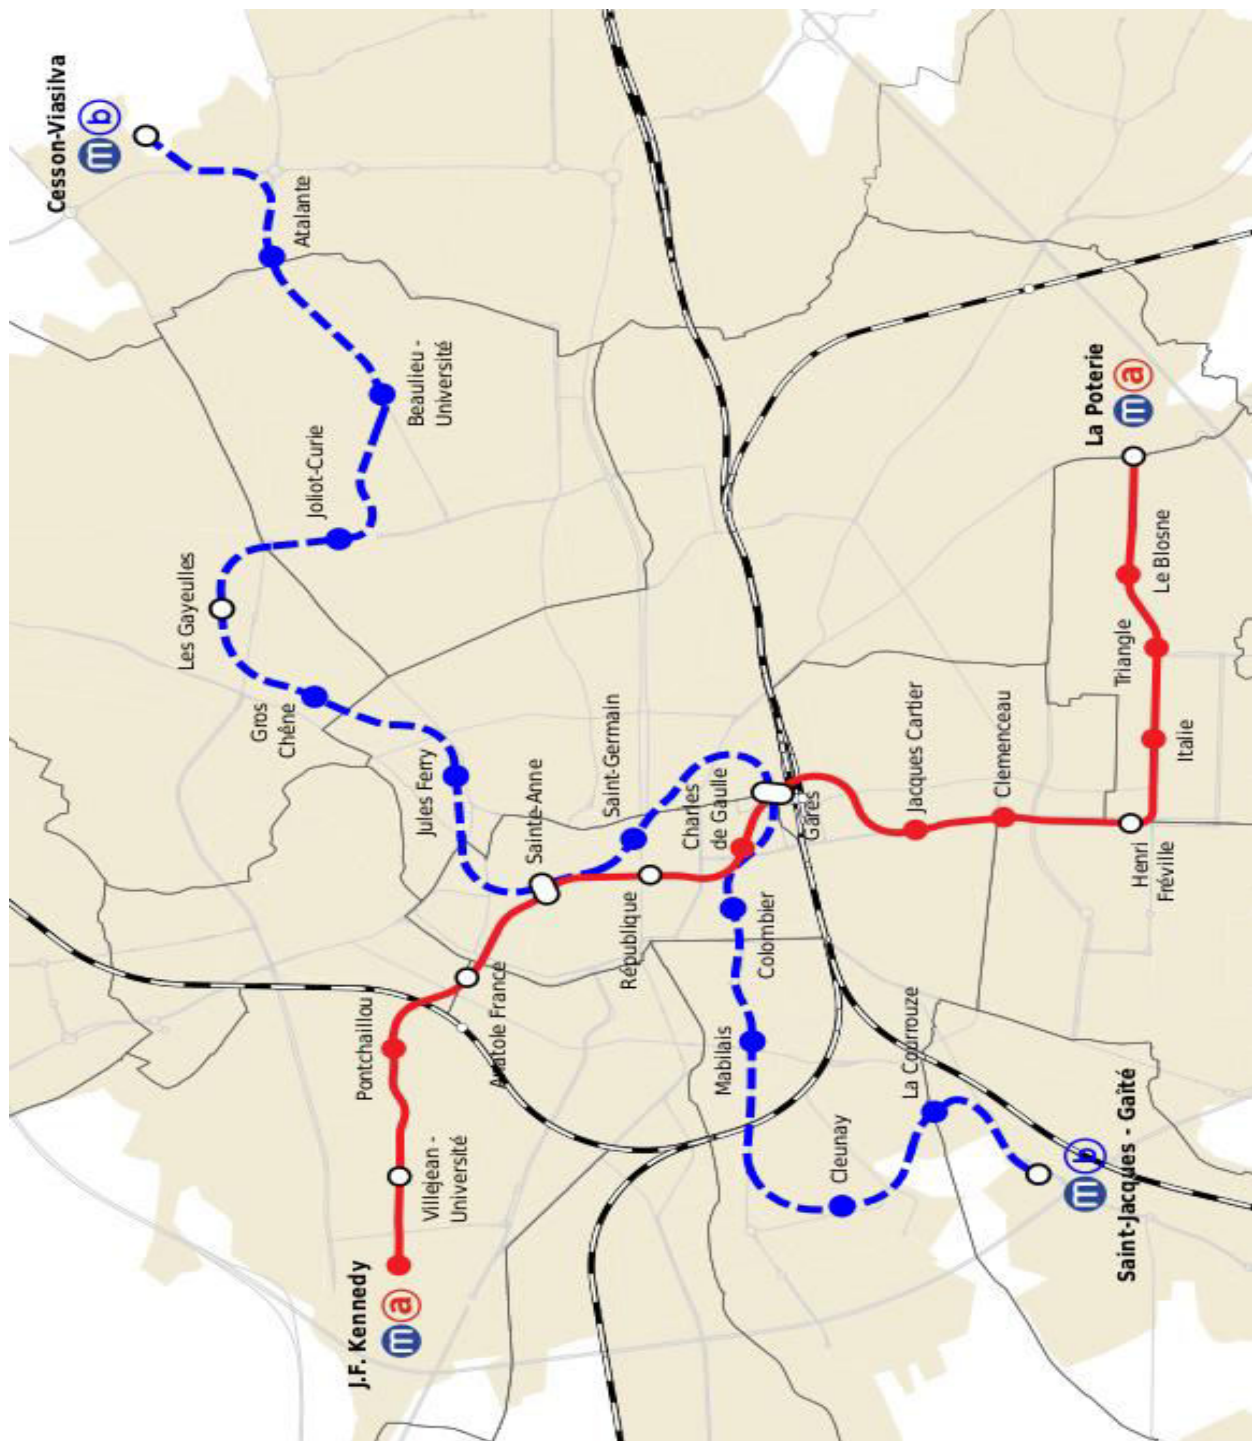 Cesson-Viasilva
m b
Atalante
Beaulieu -
Université
Joliot-Curie
Les Gayeulles
Gros
Chêne
Jules Ferry
Sainte-Anne
Saint-Germain
Charles
de Gaulle
Gares
République
Colombier
Mabilais
Cleunay
La Courrouze
m b
Saint-Jacques - Gaîté
J.F. Kennedy
m a
Villejean -
Université
Pontchaillou
Anatole France
Jacques Cartier
Clemenceau
Henri
Fréville
Italie
Triangle
Le Blosne
La Poterie
m a